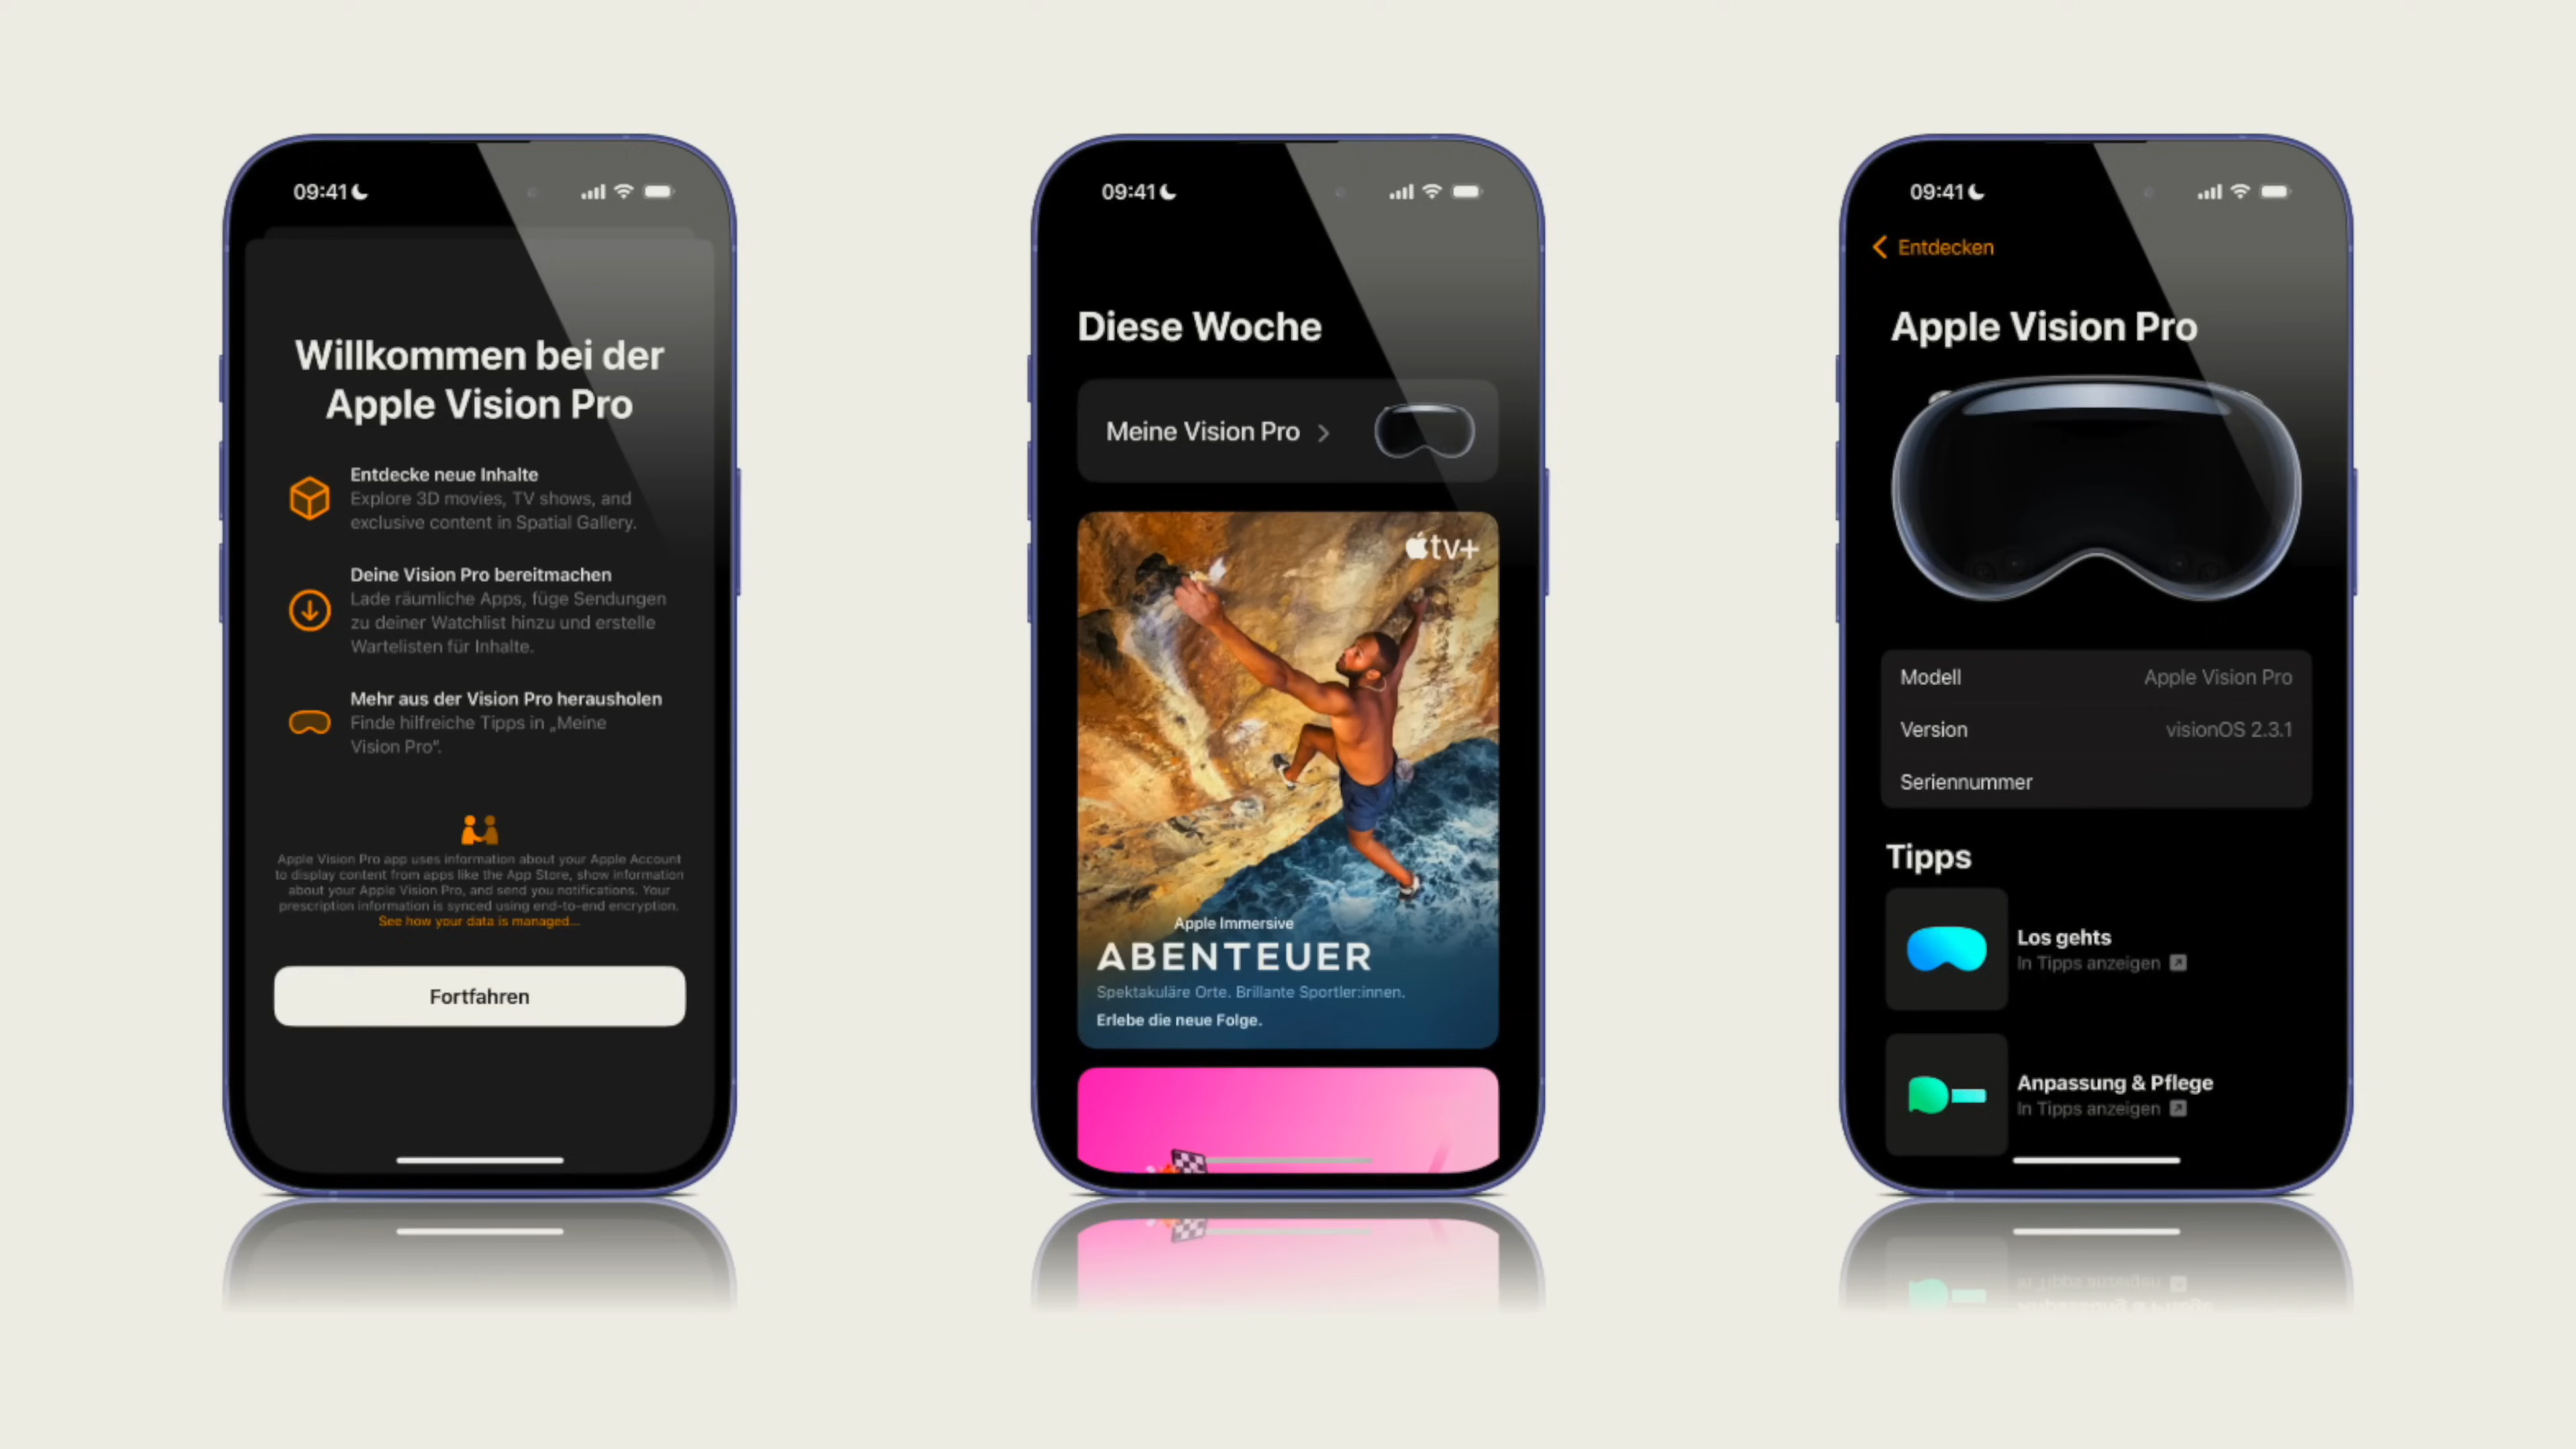 09:41
Willkommen bei der
Apple Vision Pro
Entdecke neue Inhalte
Explore 3D movies, TV shows, and
exclusive content in Spatial Gallery.
Deine Vision Pro bereitmachen
Lade räumliche Apps, füge Sendungen
zu deiner Watchlist hinzu und erstelle
Wartelisten für Inhalte.
Mehr aus der Vision Pro herausholen
Finde hilfreiche Tipps in „Meine
Vision Pro“.
Apple Vision Pro app uses information about your Apple Account
to display content from apps like the App Store, show information
about your Apple Vision Pro, and send you notifications. Your
prescription information is synced using end-to-end encryption.
See how your data is managed...
Fortfahren
09:41
Diese Woche
Meine Vision Pro
tv+
Apple Immersive
ABENTEUER
Spektakuläre Orte. Brillante Sportler:innen.
Erlebe die neue Folge.
09:41
Entdecken
Apple Vision Pro
Modell Apple Vision Pro
Version visionOS 2.3.1
Seriennummer
Tipps
Los gehts
In Tipps anzeigen
Anpassung & Pflege
In Tipps anzeigen